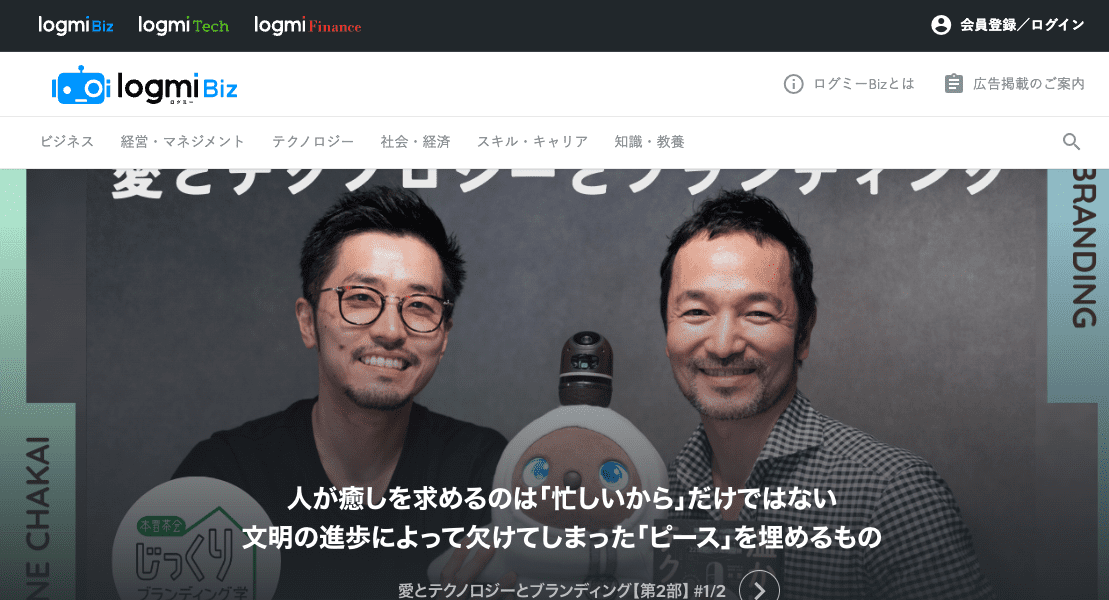 logmi Biz
logmi Tech
logmi Finance
会員登録／ログイン
logmi Biz
ログミー
ログミーBizとは
広告掲載のご案内
ビジネス
経営・マネジメント
テクノロジー
社会・経済
スキル・キャリア
知識・教養
愛とテクノロジーとブランディング
BRANDING
NE CHAKAI
本音茶会
じっくり
ブランディング学
人が癒しを求めるのは「忙しいから」だけではない
文明の進歩によって欠けてしまった「ピース」を埋めるもの
愛とテクノロジーとブランディング【第2部】 #1/2